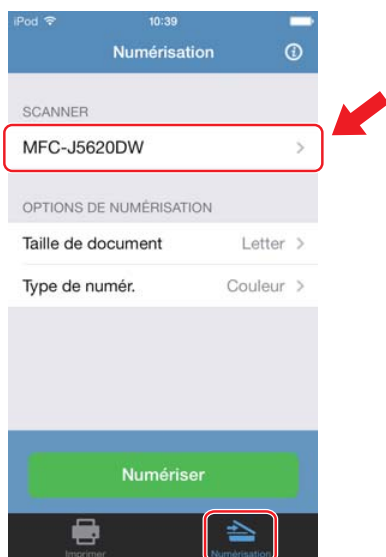 iPod 10:39
Numérisation
SCANNER
MFC-J5620DW
OPTIONS DE NUMÉRISATION
Taille de document Letter
Type de numér. Couleur
Numériser
Imprimer Numérisation